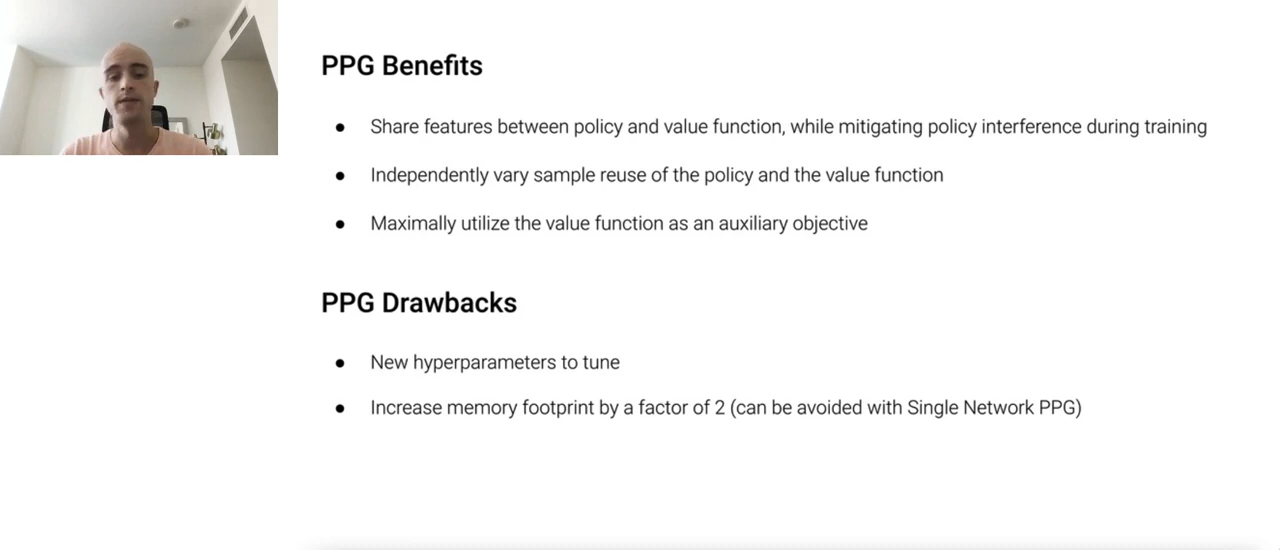 PPG Benefits
● Share features between policy and value function, while mitigating policy interference during training
● Independently vary sample reuse of the policy and the value function
● Maximally utilize the value function as an auxiliary objective
PPG Drawbacks
● New hyperparameters to tune
● Increase memory footprint by a factor of 2 (can be avoided with Single Network PPG)